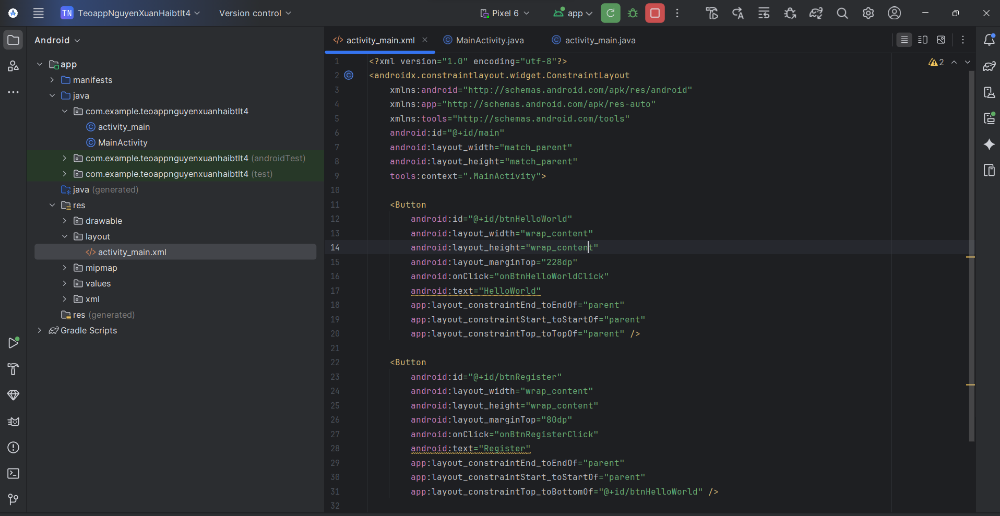 TN TeoappNguyenXuanHaibtlt4 Version control Pixel 6 app
Android
app
manifests
java
com.example.teoappnguyenxuanhaibtlt4
activity_main
MainActivity
com.example.teoappnguyenxuanhaibtlt4 (androidTest)
com.example.teoappnguyenxuanhaibtlt4 (test)
java (generated)
res
drawable
layout
activity_main.xml
mipmap
values
xml
res (generated)
Gradle Scripts
activity_main.xml MainActivity.java activity_main.java
2
1 <?xml version="1.0" encoding="utf-8"?>
2 <androidx.constraintlayout.widget.ConstraintLayout
3 xmlns:android="http://schemas.android.com/apk/res/android"
4 xmlns:app="http://schemas.android.com/apk/res-auto"
5 xmlns:tools="http://schemas.android.com/tools"
6 android:id="@+id/main"
7 android:layout_width="match_parent"
8 android:layout_height="match_parent"
9 tools:context=".MainActivity">
10
11 <Button
12 android:id="@+id/btnHelloWorld"
13 android:layout_width="wrap_content"
14 android:layout_height="wrap_content"
15 android:layout_marginTop="228dp"
16 android:onClick="onBtnHelloWorldClick"
17 android:text="HelloWorld"
18 app:layout_constraintEnd_toEndOf="parent"
19 app:layout_constraintStart_toStartOf="parent"
20 app:layout_constraintTop_toTopOf="parent" />
21
22 <Button
23 android:id="@+id/btnRegister"
24 android:layout_width="wrap_content"
25 android:layout_height="wrap_content"
26 android:layout_marginTop="80dp"
27 android:onClick="onBtnRegisterClick"
28 android:text="Register"
29 app:layout_constraintEnd_toEndOf="parent"
30 app:layout_constraintStart_toStartOf="parent"
31 app:layout_constraintTop_toBottomOf="@+id/btnHelloWorld" />
32